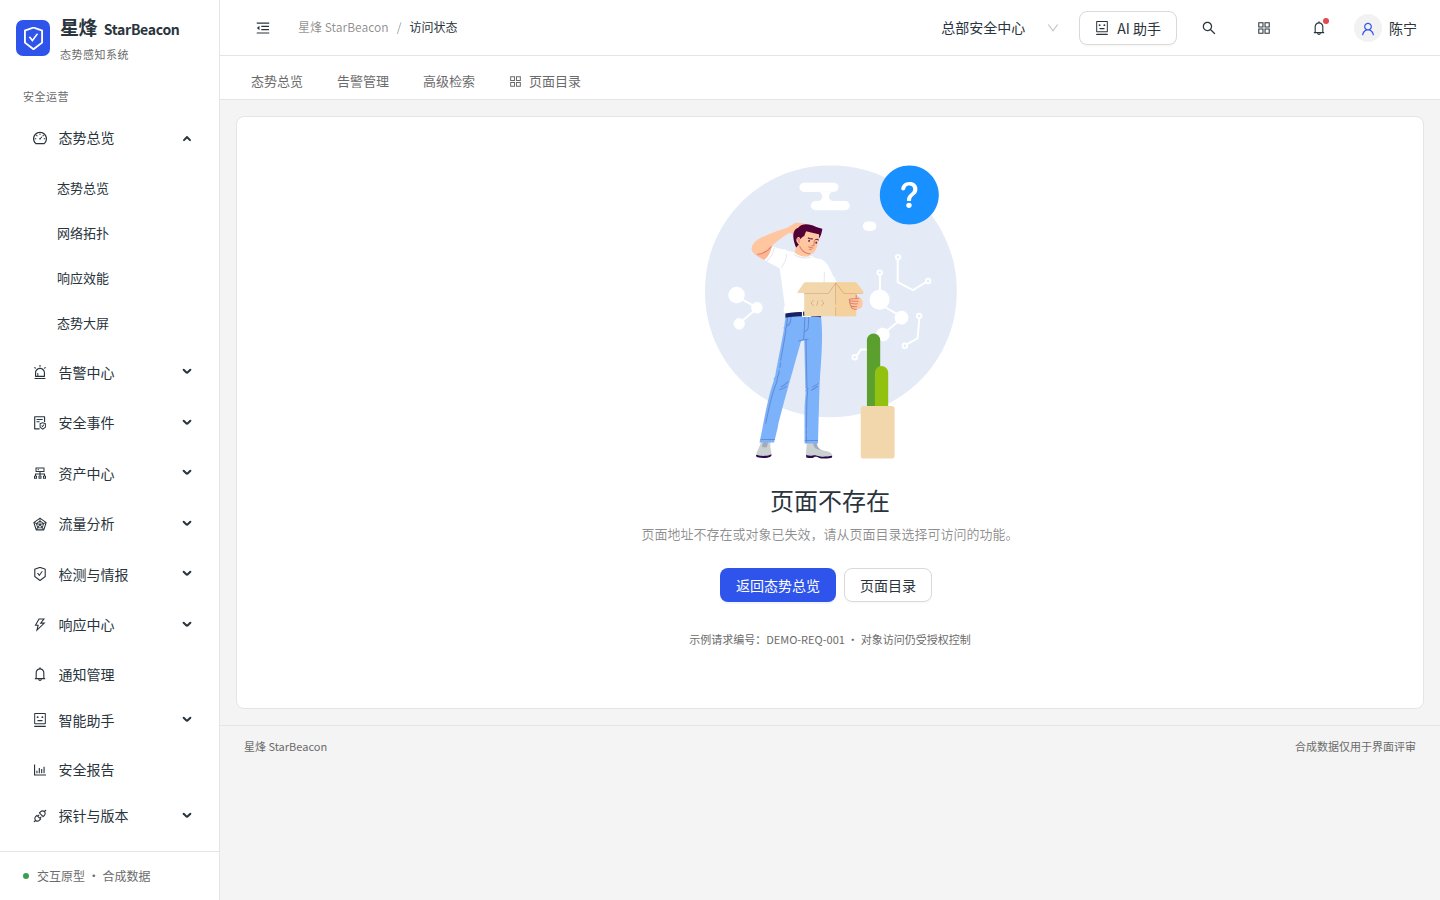 星烽 StarBeacon
态势感知系统
安全运营
态势总览
态势总览
网络拓扑
响应效能
态势大屏
告警中心
安全事件
资产中心
流量分析
检测与情报
响应中心
通知管理
智能助手
安全报告
探针与版本
交互原型 · 合成数据
星烽 StarBeacon / 访问状态
总部安全中心
AI 助手
陈宁
态势总览 告警管理 高级检索 页面目录
?
</>
页面不存在
页面地址不存在或对象已失效，请从页面目录选择可访问的功能。
返回态势总览 页面目录
示例请求编号：DEMO-REQ-001 · 对象访问仍受授权控制
星烽 StarBeacon
合成数据仅用于界面评审